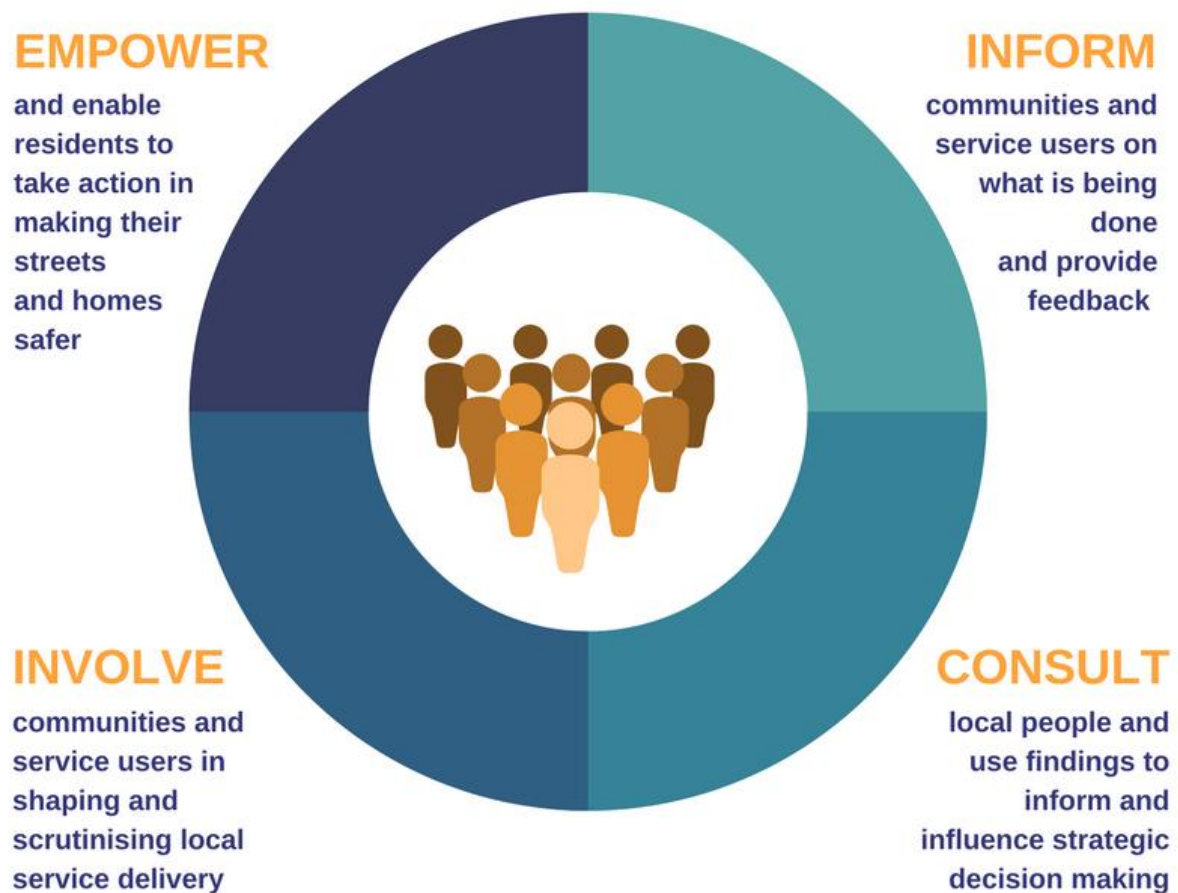 EMPOWER
and enable
residents to
take action in
making their
streets
and homes
safer
INFORM
communities and
service users on
what is being
done
and provide
feedback
INVOLVE
communities and
service users in
shaping and
scrutinising local
service delivery
CONSULT
local people and
use findings to
inform and
influence strategic
decision making